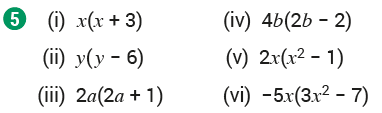 5 (i) x(x + 3) (iv) 4b(2b − 2)
(ii) y(y − 6) (v) 2x(x² − 1)
(iii) 2a(2a + 1) (vi) −5x(3x² − 7)